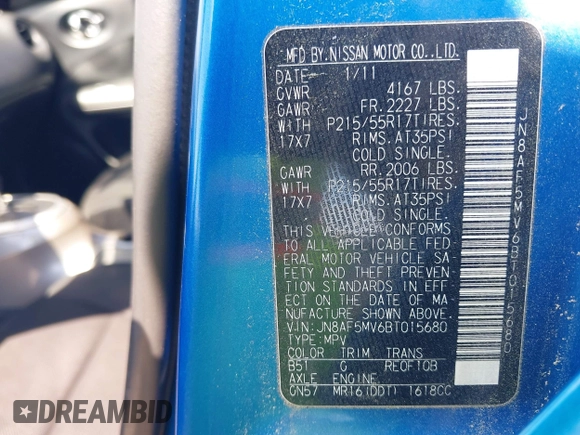 MFD BY.NISSAN MOTOR CO.,LTD.
DATE 1/11
GVWR 4167 LBS.
GAWR FR. 2227 LBS.
WITH P215/55R17TIRES.
17X7 RIMS. AT35PSI
COLD SINGLE.
GAWR RR. 2006 LBS.
WITH P215/55R17TIRES.
17X7 RIMS. AT35PSI
COLD SINGLE.
THIS VEHICLE CONFORMS
TO ALL APPLICABLE FED-
ERAL MOTOR VEHICLE SA-
FETY AND THEFT PREVEN-
TION STANDARDS IN EFFE-
CT ON THE DATE OF MA-
NUFACTURE SHOWN ABOVE.
VIN: JN8AF5MV6BT015680
TYPE: MPV
COLOR TRIM TRANS
B51 G RE0F10B
AXLE ENGINE
GN57 MR16(DDT) 1618CC
JN8AF5MV6BT015680
DREAMBID